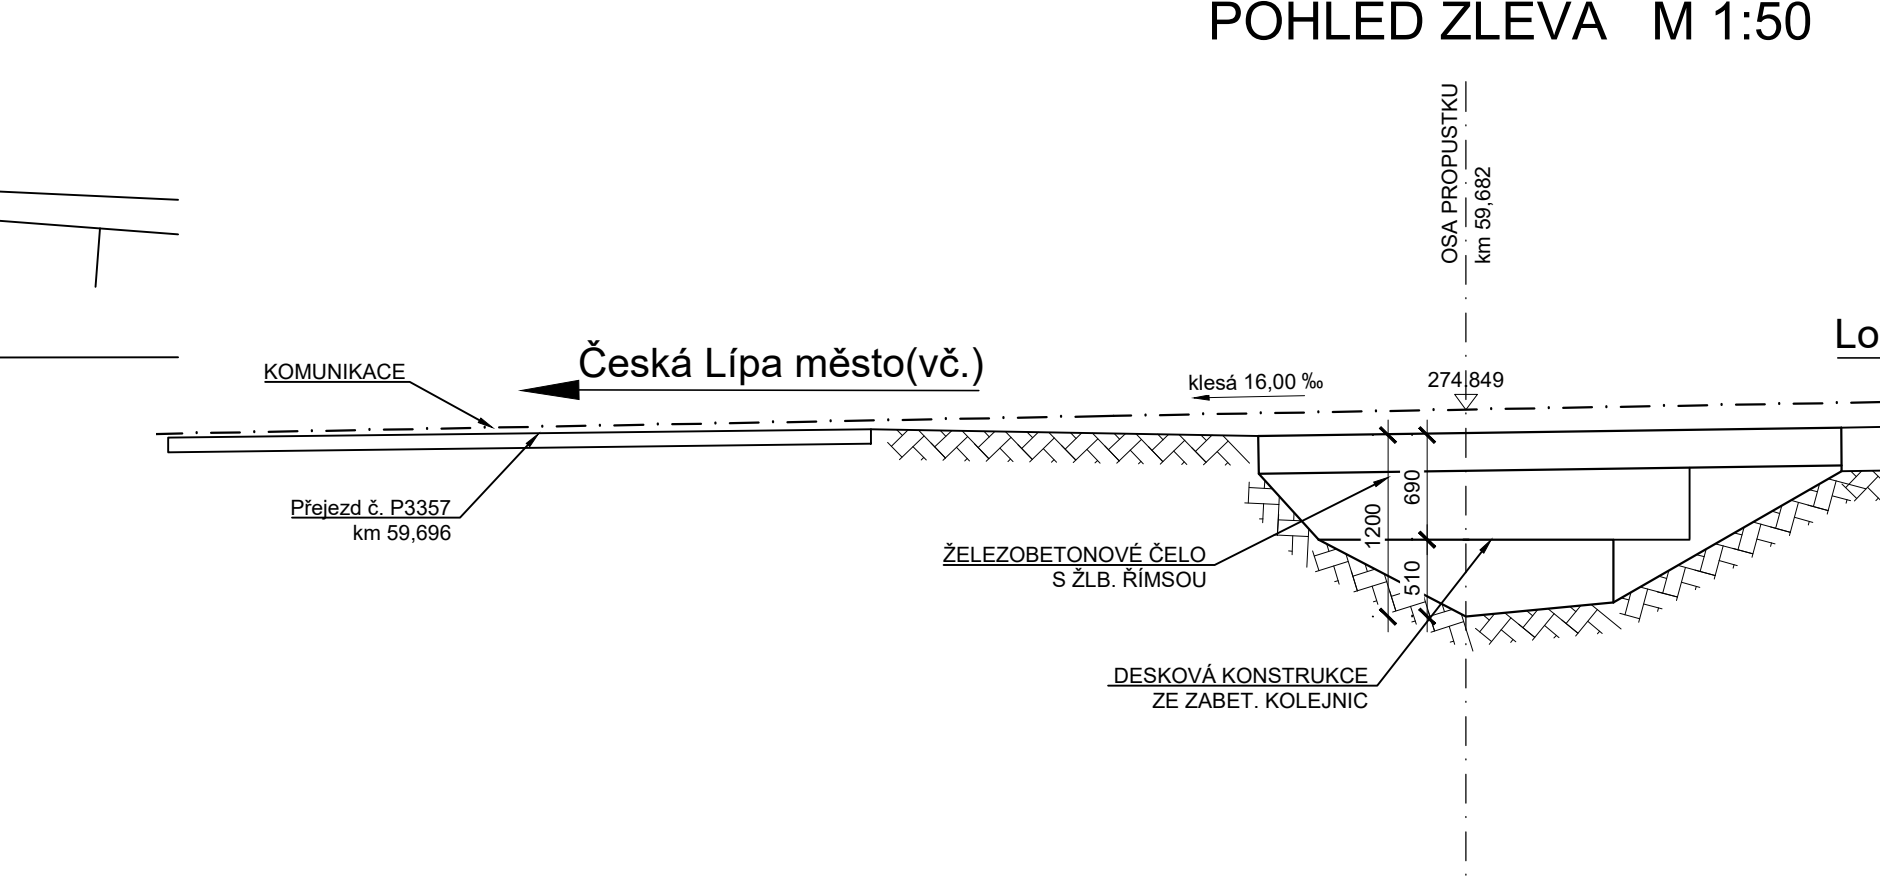 POHLED ZLEVA M 1:50
OSA PROPUSTKU
km 59,682
Lo
Česká Lípa město(vč.)
KOMUNIKACE
klesá 16,00 ‰
274.849
Přejezd č. P3357
km 59,696
690
1200
510
ŽELEZOBETONOVÉ ČELO
S ŽLB. ŘÍMSOU
DESKOVÁ KONSTRUKCE
ZE ZABET. KOLEJNIC